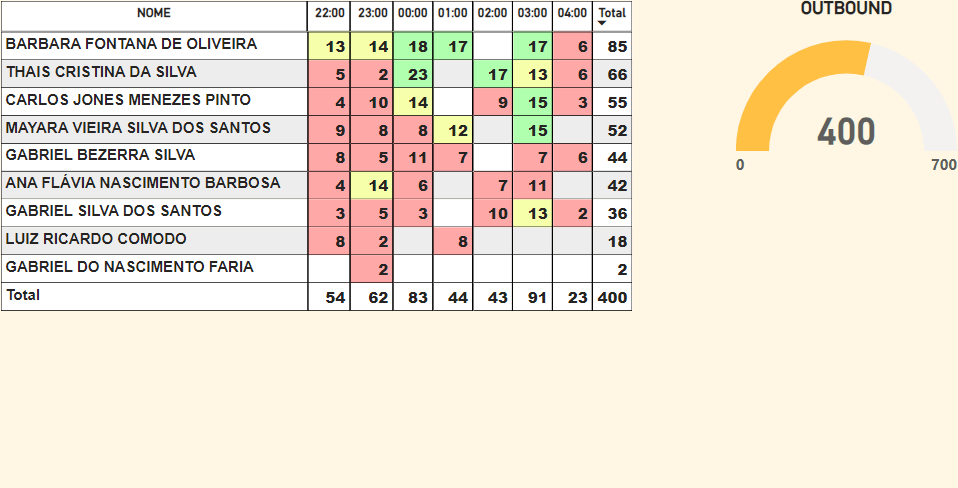 NOME 22:00 23:00 00:00 01:00 02:00 03:00 04:00 Total
BARBARA FONTANA DE OLIVEIRA 13 14 18 17 17 6 85
THAIS CRISTINA DA SILVA 5 2 23 17 13 6 66
CARLOS JONES MENEZES PINTO 4 10 14 9 15 3 55
MAYARA VIEIRA SILVA DOS SANTOS 9 8 8 12 15 52
GABRIEL BEZERRA SILVA 8 5 11 7 7 6 44
ANA FLÁVIA NASCIMENTO BARBOSA 4 14 6 7 11 42
GABRIEL SILVA DOS SANTOS 3 5 3 10 13 2 36
LUIZ RICARDO COMODO 8 2 8 18
GABRIEL DO NASCIMENTO FARIA 2 2
Total 54 62 83 44 43 91 23 400
OUTBOUND
400
0 700